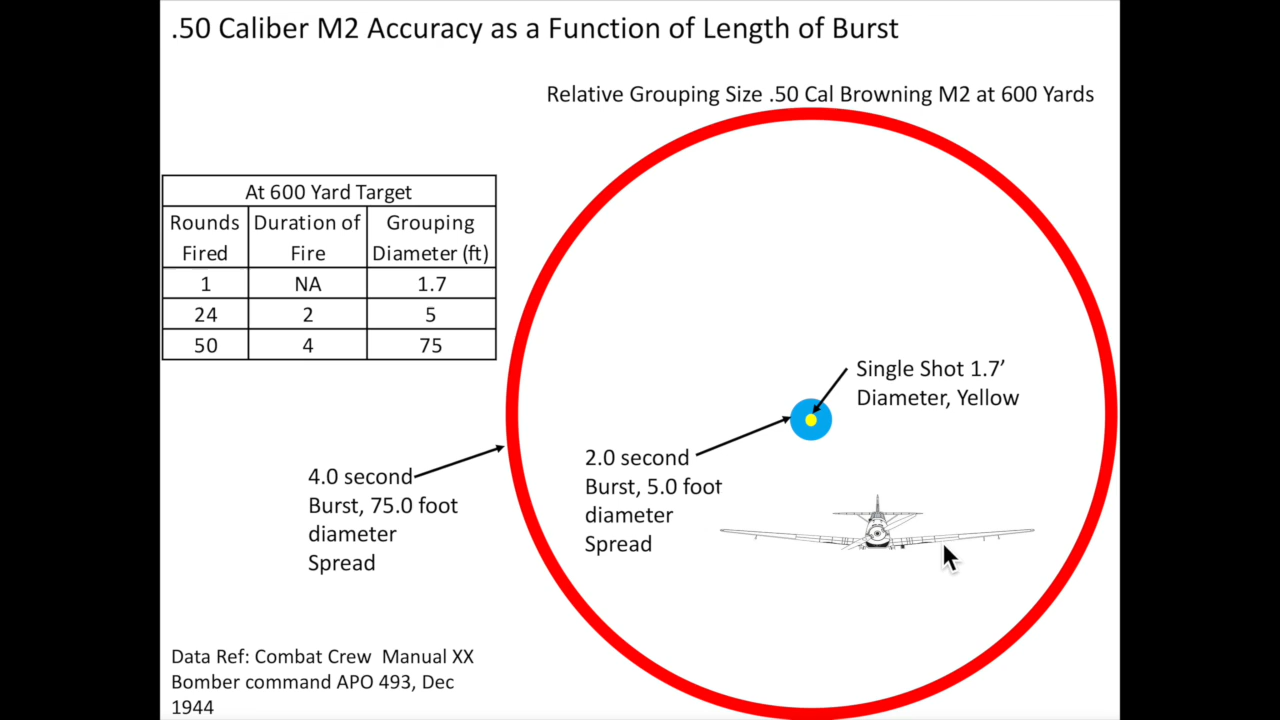 .50 Caliber M2 Accuracy as a Function of Length of Burst
Relative Grouping Size .50 Cal Browning M2 at 600 Yards
At 600 Yard Target
Rounds Fired Duration of Fire Grouping Diameter (ft)
1 NA 1.7
24 2 5
50 4 75
Single Shot 1.7’
Diameter, Yellow
2.0 second
Burst, 5.0 foot
diameter
Spread
4.0 second
Burst, 75.0 foot
diameter
Spread
Data Ref: Combat Crew Manual XX
Bomber command APO 493, Dec
1944